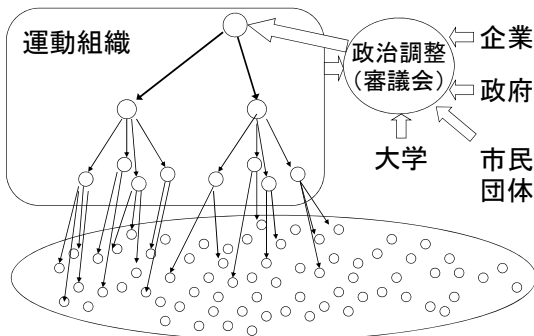 運動組織
政治調整
（審議会）
企業
政府
大学
市民
団体